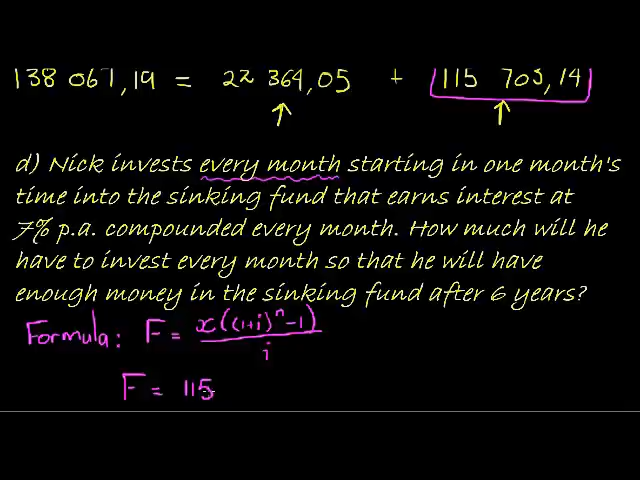 138 067,19 = 22 364,05 + 115 703,14
d) Nick invests every month starting in one month's
time into the sinking fund that earns interest at
7% p.a. compounded every month. How much will he
have to invest every month so that he will have
enough money in the sinking fund after 6 years?
Formula: F = x((1+i)^n - 1)
i
F = 115